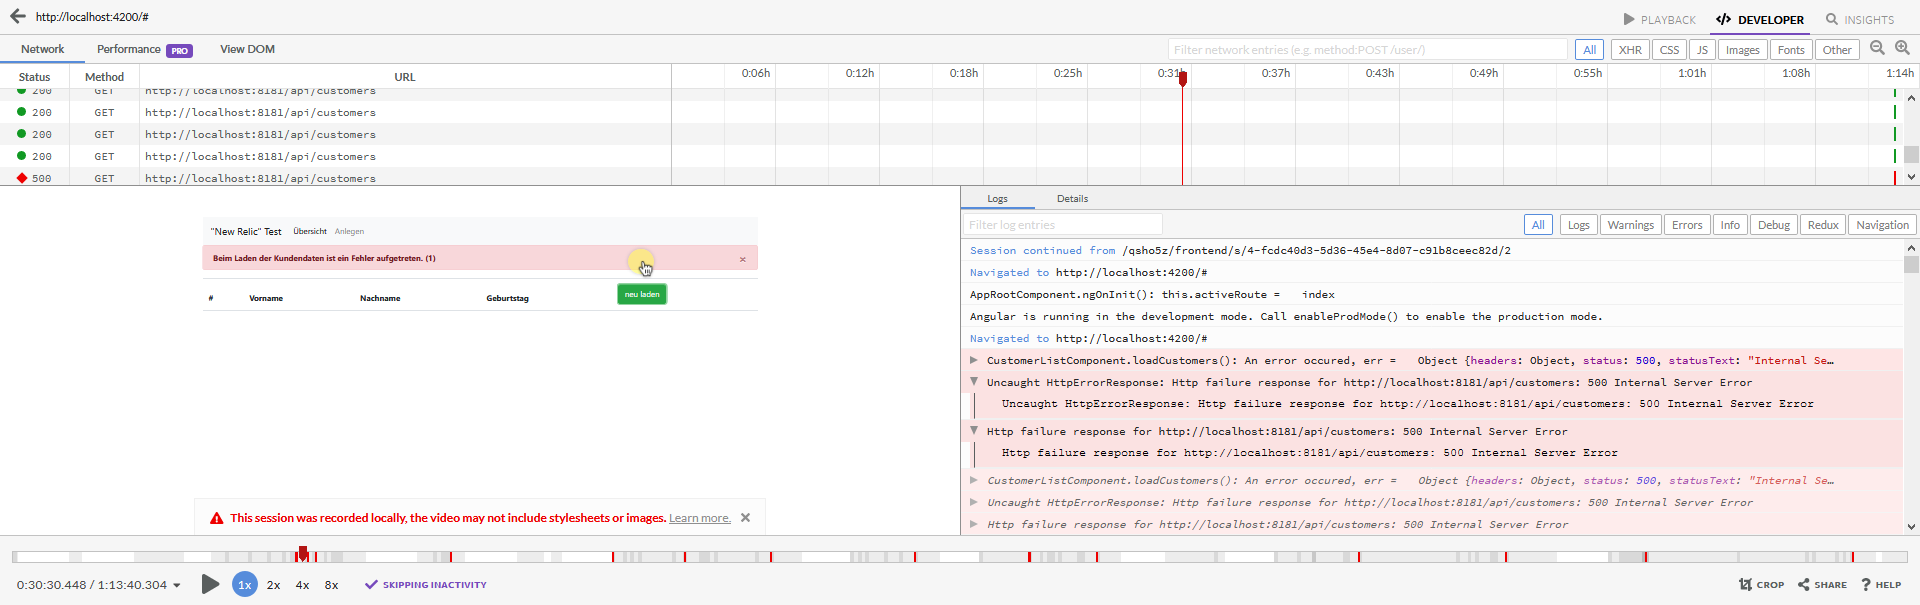 http://localhost:4200/#
PLAYBACK
DEVELOPER
INSIGHTS
Network Performance PRO View DOM
Filter network entries (e.g. method:POST /user/)
All XHR CSS JS Images Fonts Other
Status Method URL
0:06h 0:12h 0:18h 0:25h 0:31h 0:37h 0:43h 0:49h 0:55h 1:01h 1:08h 1:14h
200 GET http://localhost:8181/api/customers
200 GET http://localhost:8181/api/customers
200 GET http://localhost:8181/api/customers
200 GET http://localhost:8181/api/customers
500 GET http://localhost:8181/api/customers
"New Relic" Test Übersicht Anlegen
Beim Laden der Kundendaten ist ein Fehler aufgetreten. (1) ×
# Vorname Nachname Geburtstag neu laden
This session was recorded locally, the video may not include stylesheets or images. Learn more.
Logs Details
Filter log entries
All Logs Warnings Errors Info Debug Redux Navigation
Session continued from /qsho5z/frontend/s/4-fcdc40d3-5d36-45e4-8d07-c91b8ceec82d/2
Navigated to http://localhost:4200/#
AppRootComponent.ngOnInit(): this.activeRoute = index
Angular is running in the development mode. Call enableProdMode() to enable the production mode.
Navigated to http://localhost:4200/#
CustomerListComponent.loadCustomers(): An error occured, err = Object {headers: Object, status: 500, statusText: "Internal Se…
Uncaught HttpErrorResponse: Http failure response for http://localhost:8181/api/customers: 500 Internal Server Error
Uncaught HttpErrorResponse: Http failure response for http://localhost:8181/api/customers: 500 Internal Server Error
Http failure response for http://localhost:8181/api/customers: 500 Internal Server Error
Http failure response for http://localhost:8181/api/customers: 500 Internal Server Error
CustomerListComponent.loadCustomers(): An error occured, err = Object {headers: Object, status: 500, statusText: "Internal Se…
Uncaught HttpErrorResponse: Http failure response for http://localhost:8181/api/customers: 500 Internal Server Error
Http failure response for http://localhost:8181/api/customers: 500 Internal Server Error
0:30:30.448 / 1:13:40.304 1x 2x 4x 8x SKIPPING INACTIVITY
CROP SHARE HELP